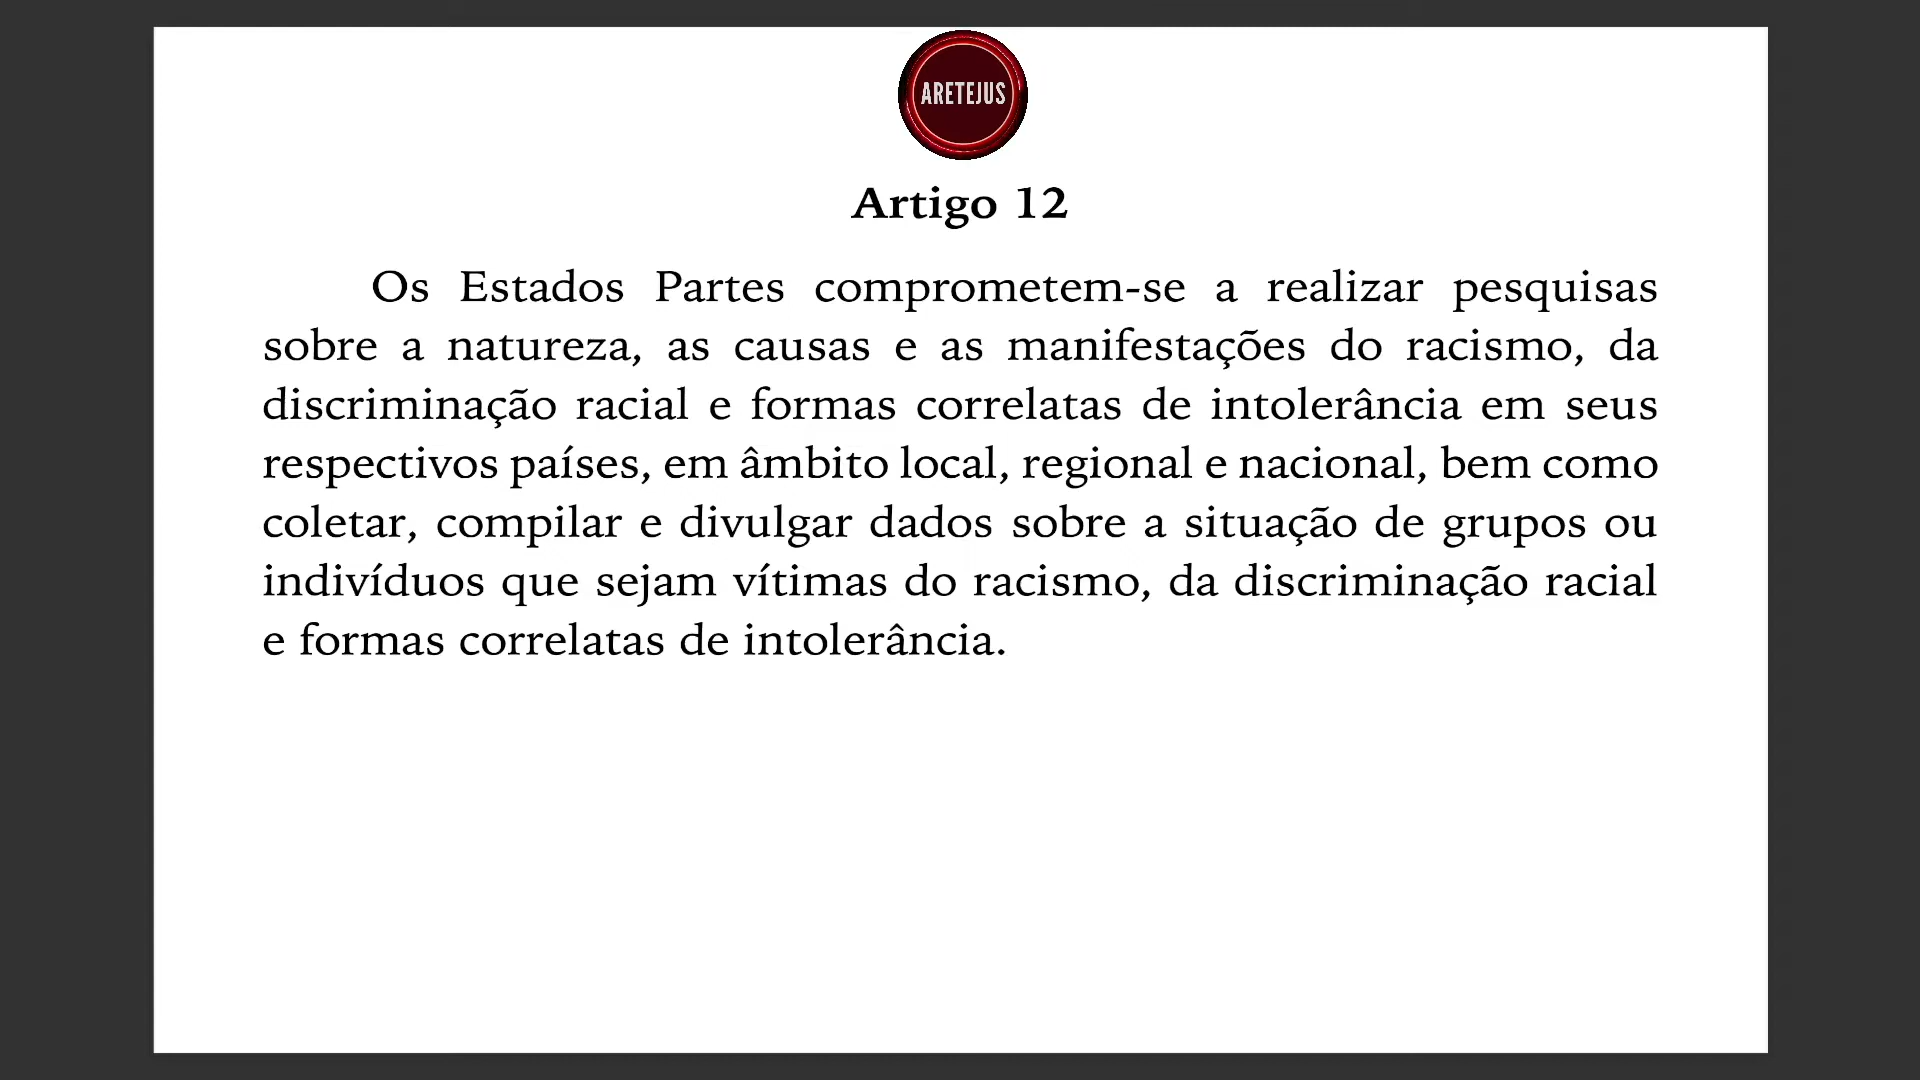 ARETEJUS
Artigo 12
Os Estados Partes comprometem-se a realizar pesquisas
sobre a natureza, as causas e as manifestações do racismo, da
discriminação racial e formas correlatas de intolerância em seus
respectivos países, em âmbito local, regional e nacional, bem como
coletar, compilar e divulgar dados sobre a situação de grupos ou
indivíduos que sejam vítimas do racismo, da discriminação racial
e formas correlatas de intolerância.